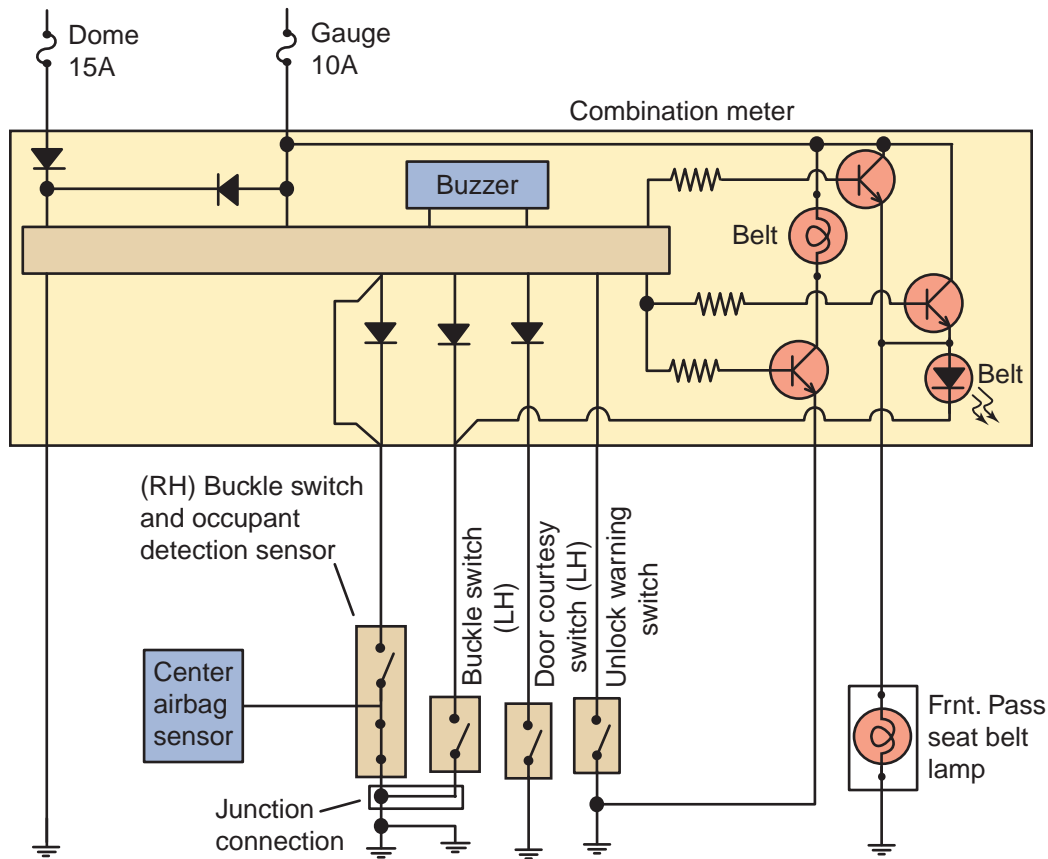 Dome
15A
Gauge
10A
Combination meter
Buzzer
Belt
Belt
(RH) Buckle switch
and occupant
detection sensor
Buckle switch
(LH)
Door courtesy
switch (LH)
Unlock warning
switch
Center
airbag
sensor
Frnt. Pass
seat belt
lamp
Junction
connection